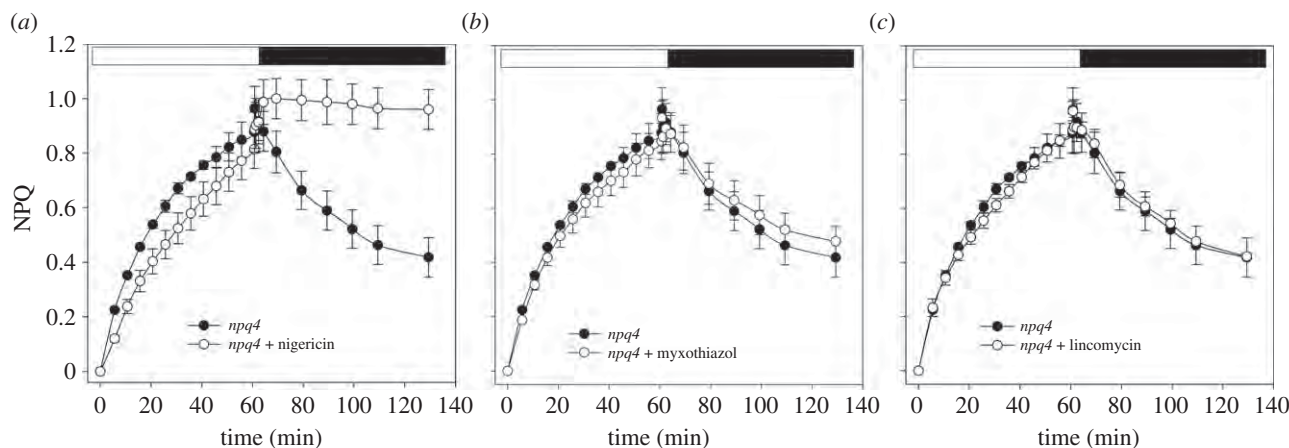 (a)
(b)
(c)
1.2
1.0
0.8
0.6
0.4
0.2
0
NPQ
npq4
npq4 + nigericin
npq4
npq4 + myxothiazol
npq4
npq4 + lincomycin
0 20 40 60 80 100 120 140
0 20 40 60 80 100 120 140
0 20 40 60 80 100 120 140
time (min)
time (min)
time (min)